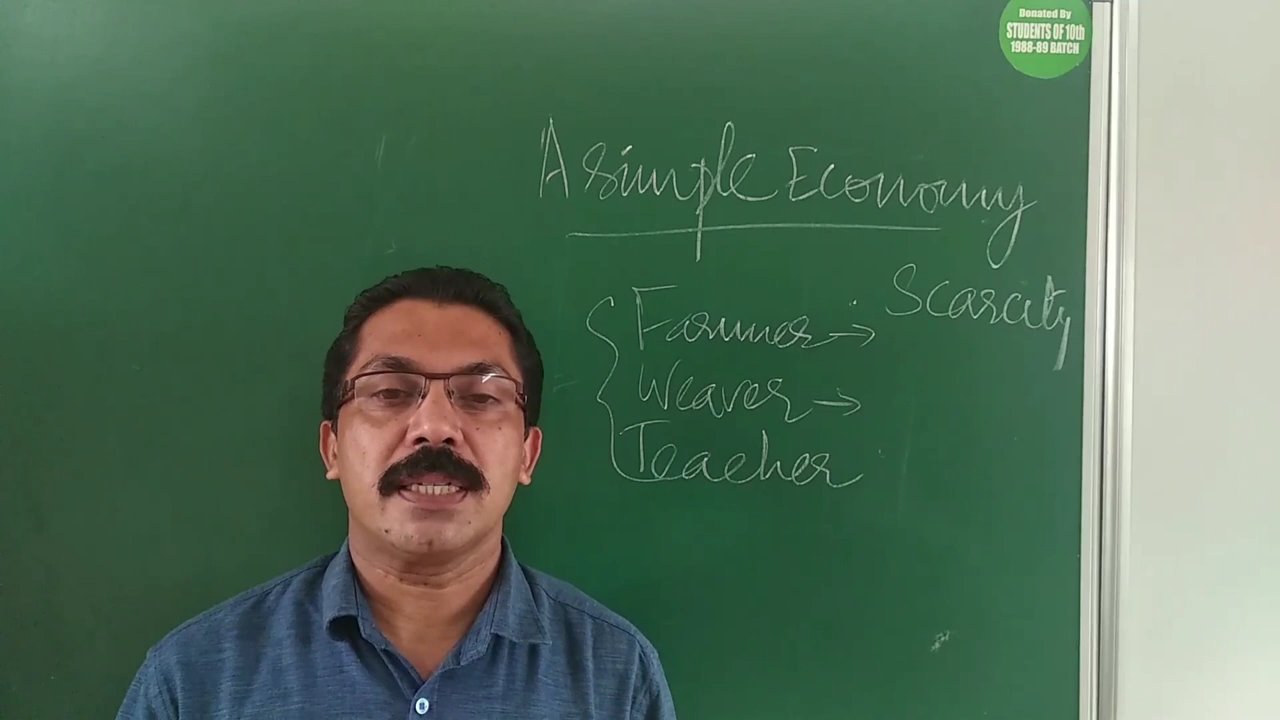 Donated By
STUDENTS OF 10th
1988-89 BATCH
A simple Economy
Scarcity
Farmer →
Weaver →
Teacher